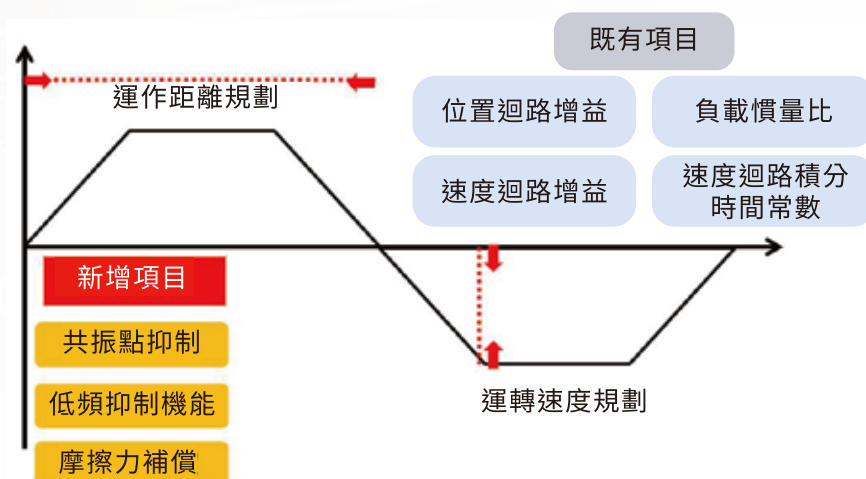 既有項目
運作距離規劃
位置迴路增益
負載慣量比
速度迴路增益
速度迴路積分
時間常數
新增項目
共振點抑制
低頻抑制機能
摩擦力補償
運轉速度規劃